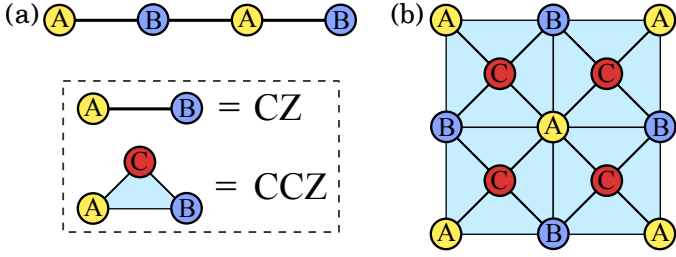 (a) A B A B
A B = CZ
C
A B = CCZ
(b) A B A
C C
B A B
C C
A B A